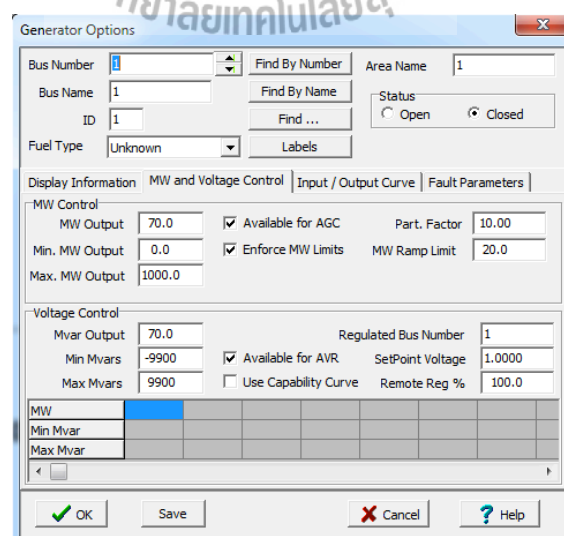 Generator Options
Bus Number 1 Find By Number Area Name 1
Bus Name 1 Find By Name Status
ID 1 Find ... Open Closed
Fuel Type Unknown Labels
Display Information MW and Voltage Control Input / Output Curve Fault Parameters
MW Control
MW Output 70.0 Available for AGC Part. Factor 10.00
Min. MW Output 0.0 Enforce MW Limits MW Ramp Limit 20.0
Max. MW Output 1000.0
Voltage Control
Mvar Output 70.0 Regulated Bus Number 1
Min Mvars -9900 Available for AVR SetPoint Voltage 1.0000
Max Mvars 9900 Use Capability Curve Remote Reg % 100.0
MW
Min Mvar
Max Mvar
OK Save Cancel Help